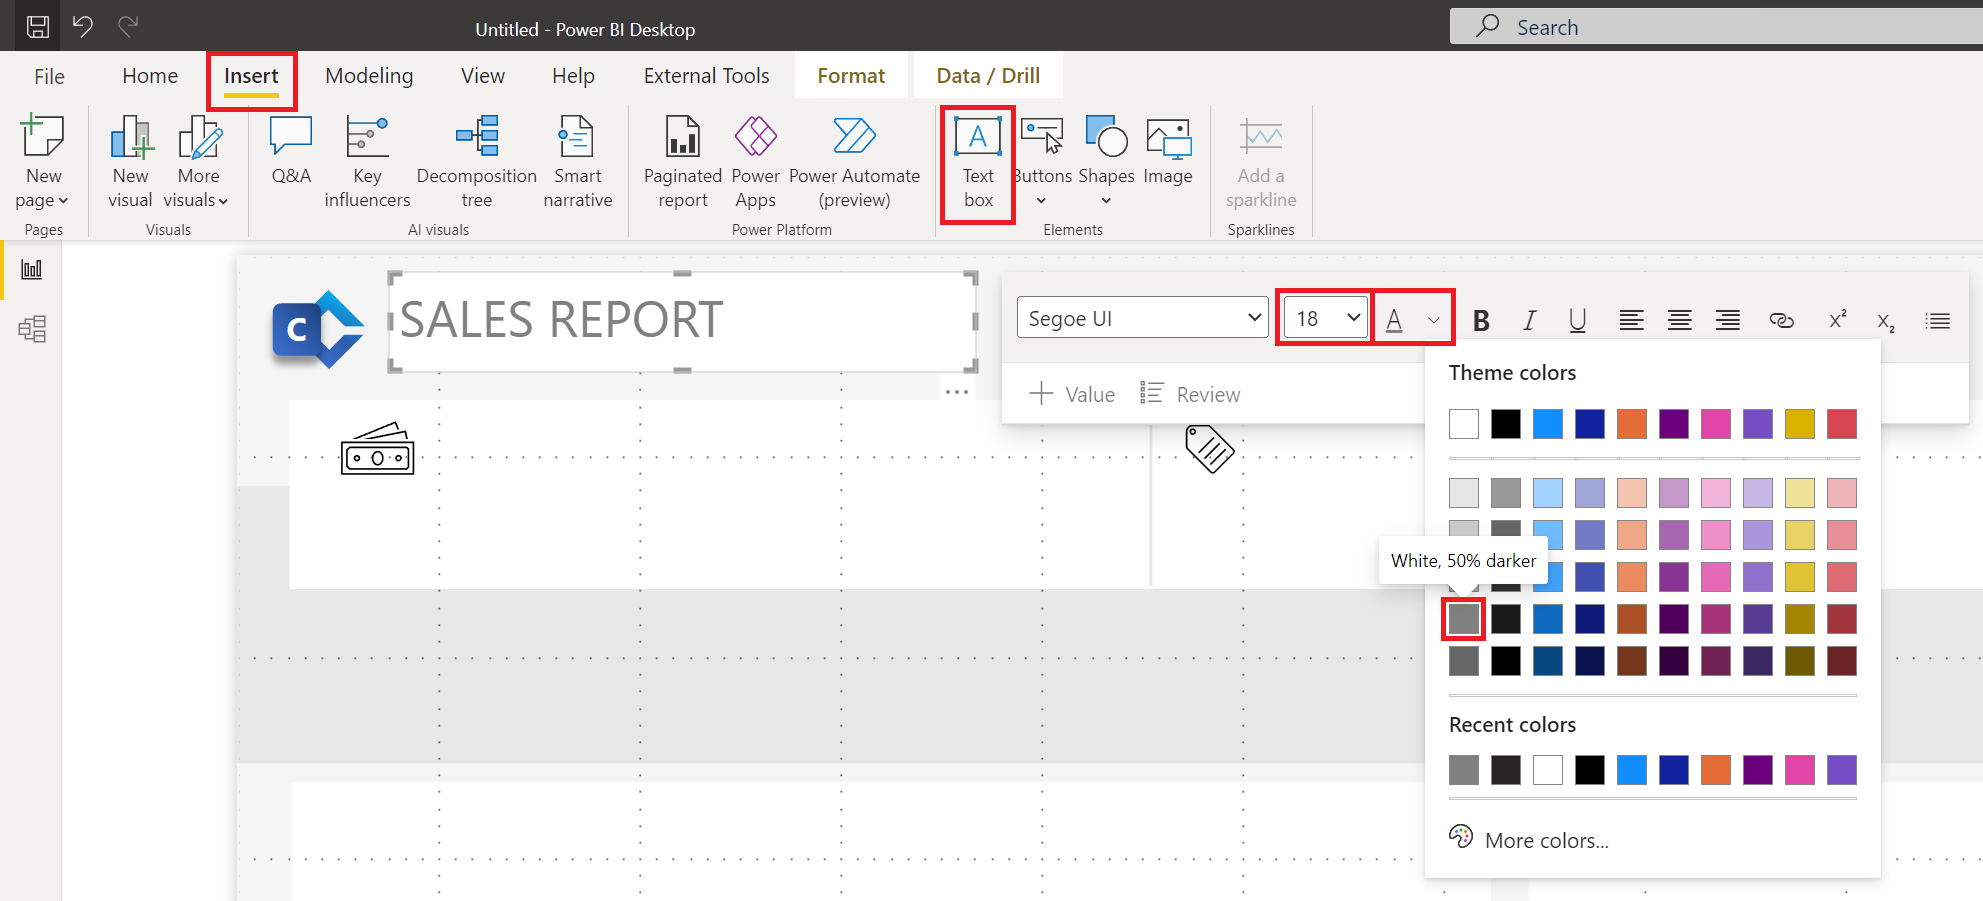 Untitled - Power BI Desktop
Search
File Home Insert Modeling View Help External Tools Format Data / Drill
New page
New visual
More visuals
Q&A
Key influencers
Decomposition tree
Smart narrative
Paginated report
Power Apps
Power Automate (preview)
A
Text box
Buttons
Shapes
Image
Add a sparkline
Pages
Visuals
AI visuals
Power Platform
Elements
Sparklines
C
SALES REPORT
Segoe UI
18
A
B I U
x²
x₂
Value
Review
Theme colors
White, 50% darker
Recent colors
More colors...